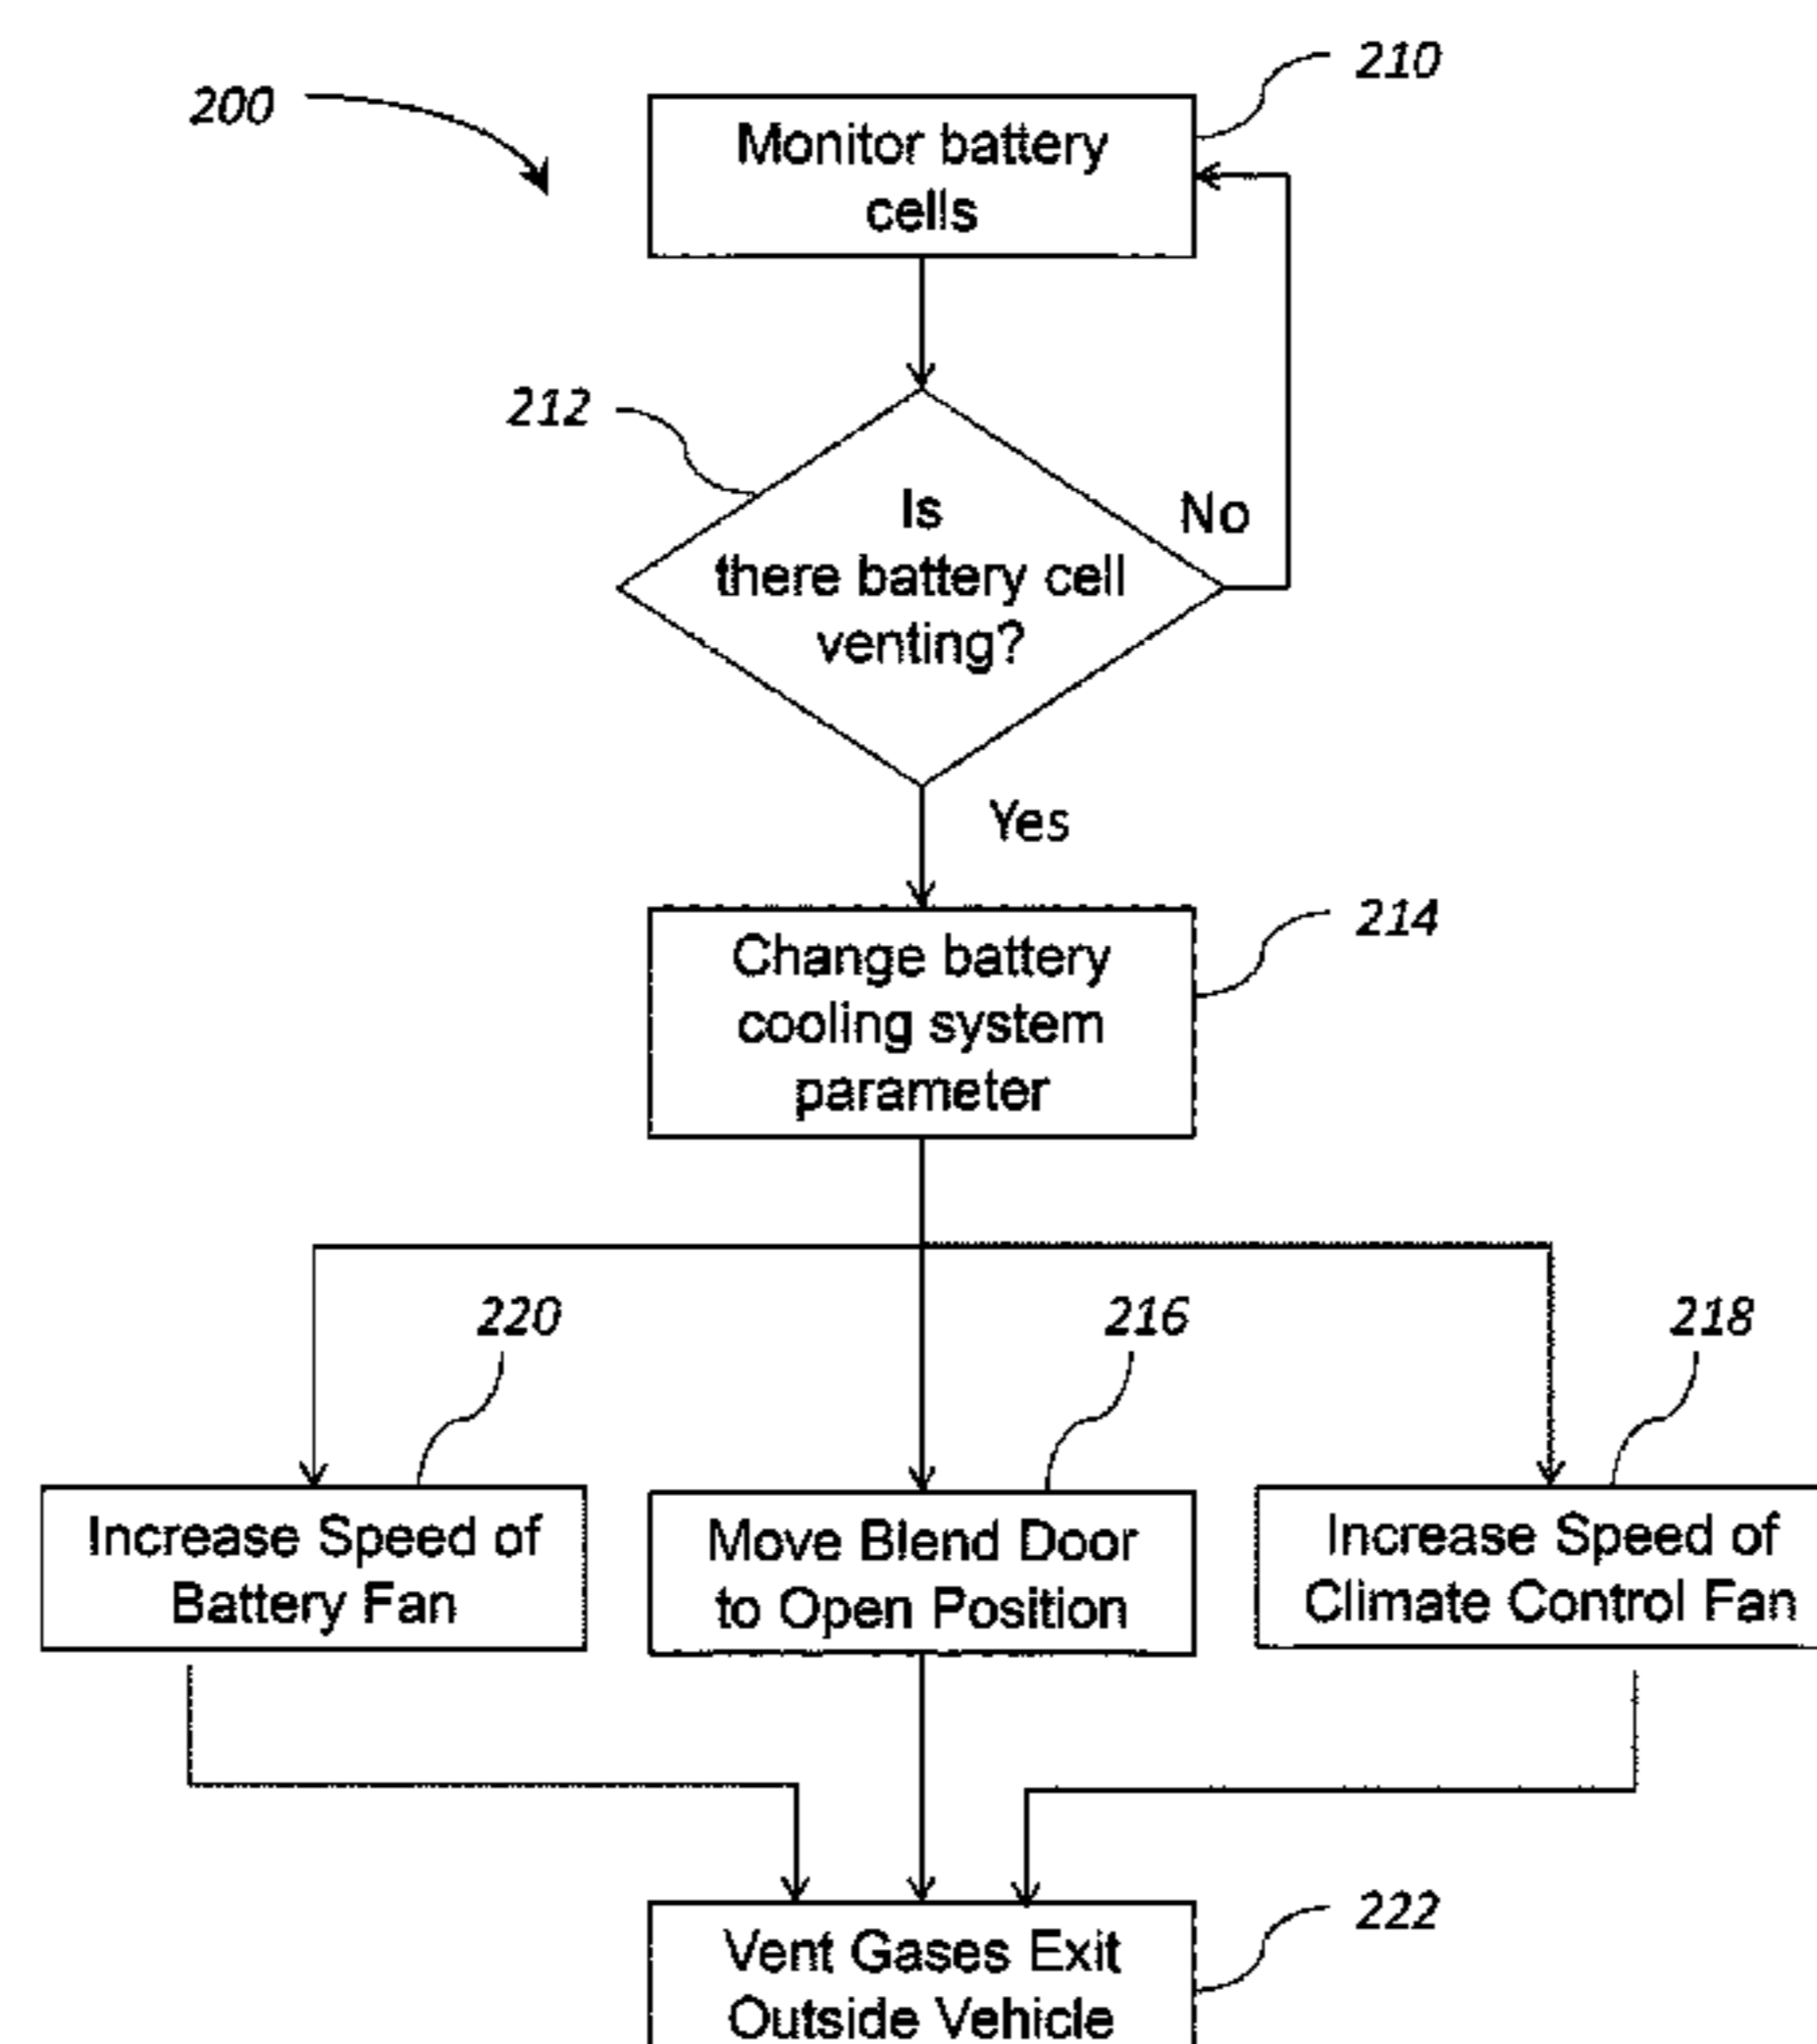 200
210
Monitor battery
cells
212
Is
there battery cell
venting?
No
Yes
214
Change battery
cooling system
parameter
220
216
218
Increase Speed of
Battery Fan
Move Blend Door
to Open Position
Increase Speed of
Climate Control Fan
222
Vent Gases Exit
Outside Vehicle